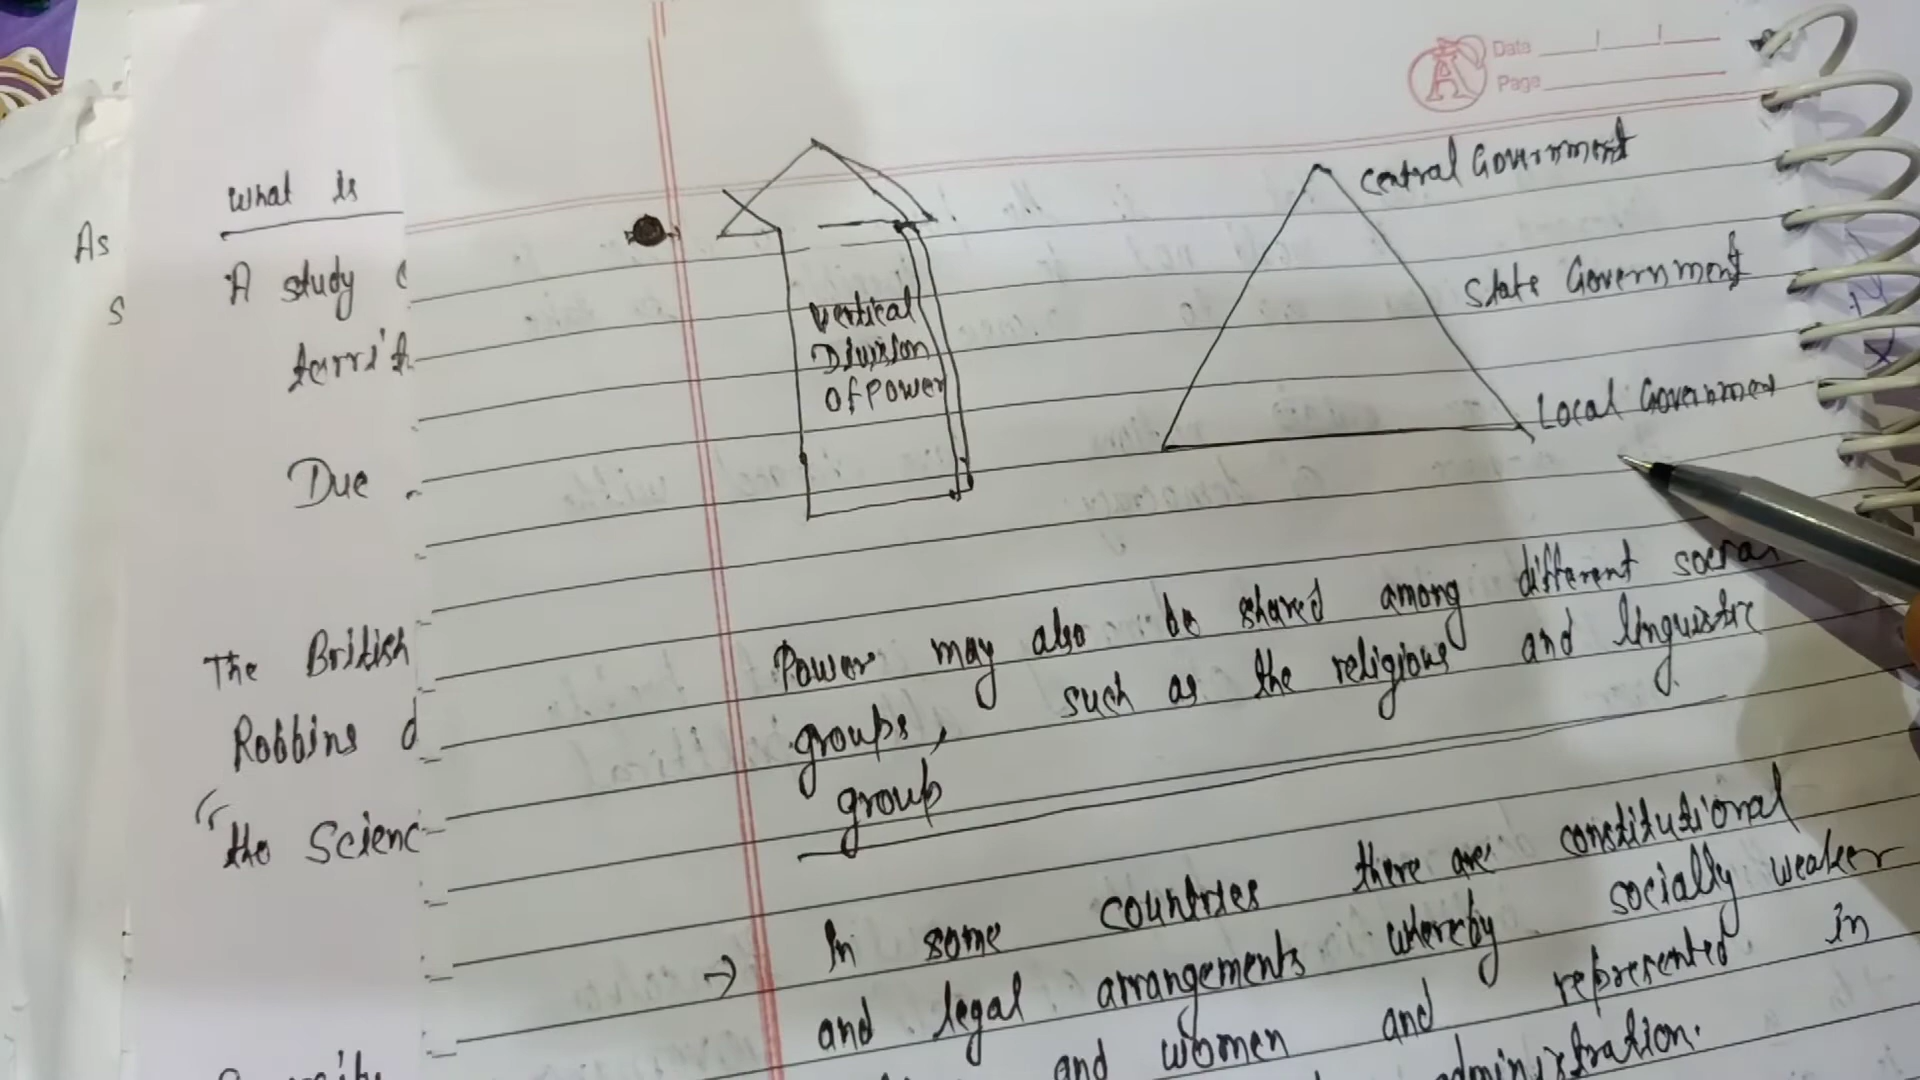 Date
Page
What is
As
A study
Due
The British
Robbins d
"the Scienc
Vertical
Division
Of Power
Central Government
State Government
Local Governmen
Power may also be shared among different
groups, such as the religious and linguistic
group
→ In some countries there are constitutional
and legal arrangements whereby socially weaker
and women and represented in
administration.